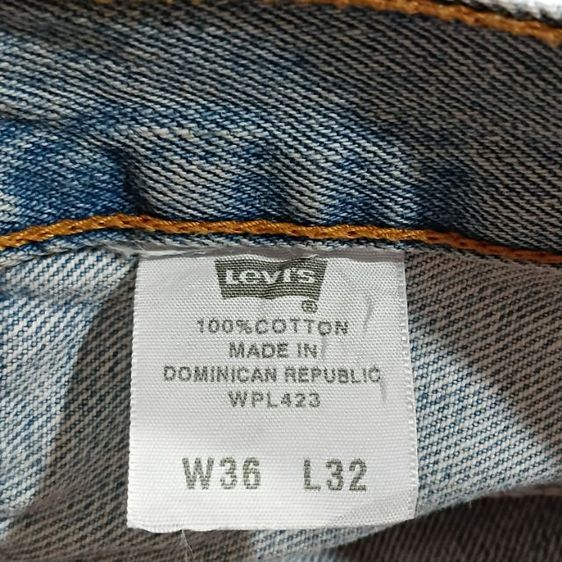 LEVI'S
®
100%COTTON
MADE IN
DOMINICAN REPUBLIC
WPL423
W36 L32